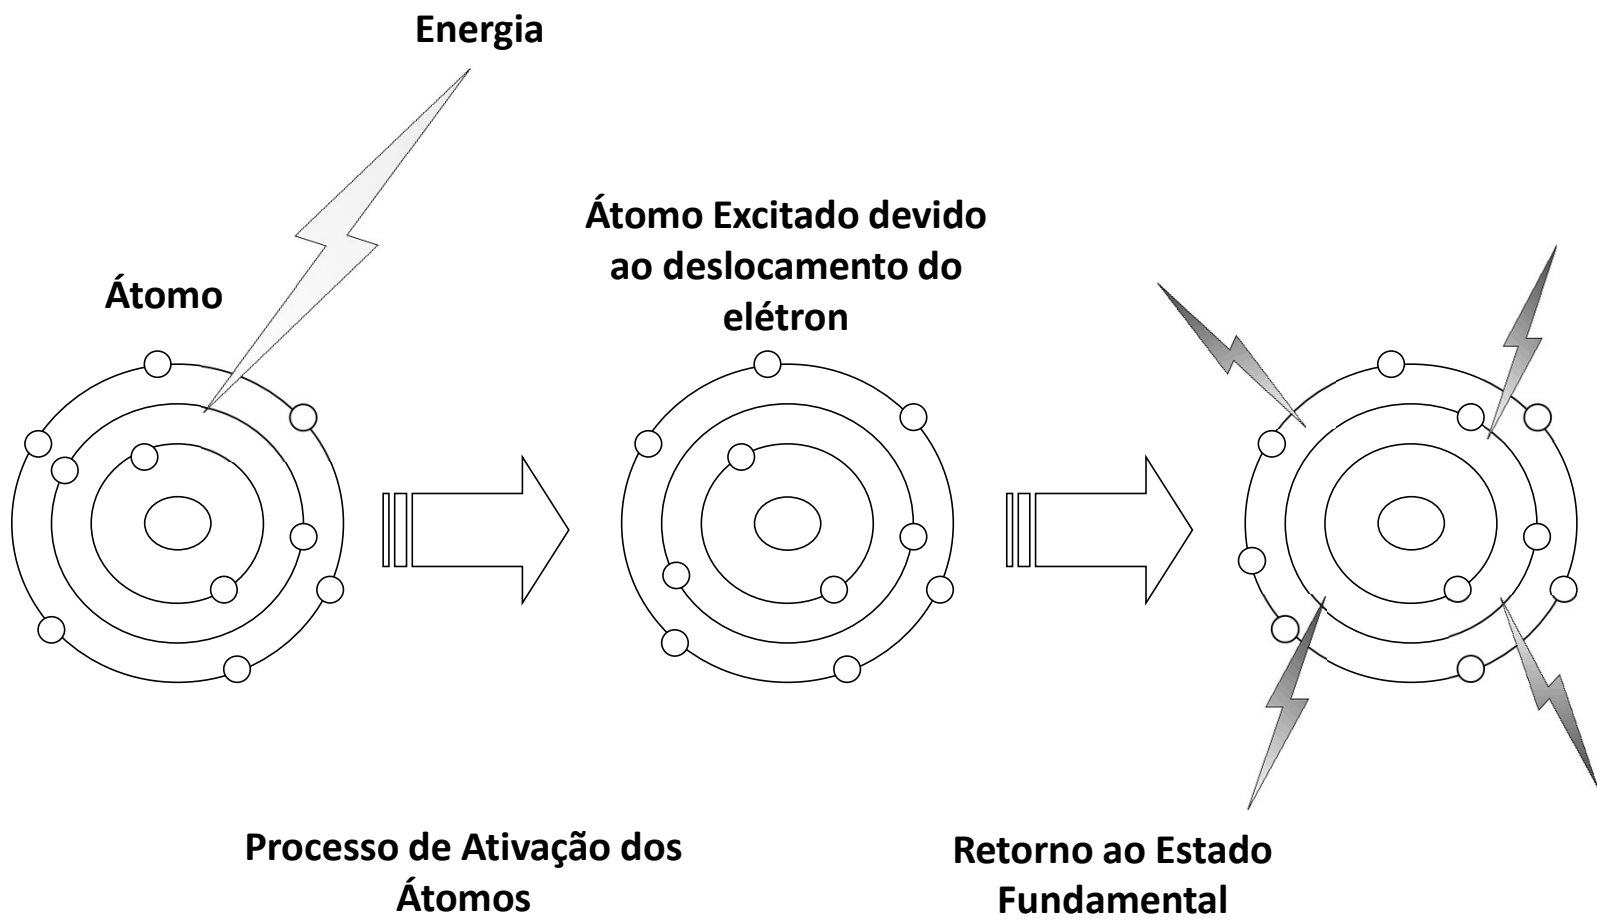 Energia
Átomo
Átomo Excitado devido
ao deslocamento do
elétron
Processo de Ativação dos
Átomos
Retorno ao Estado
Fundamental